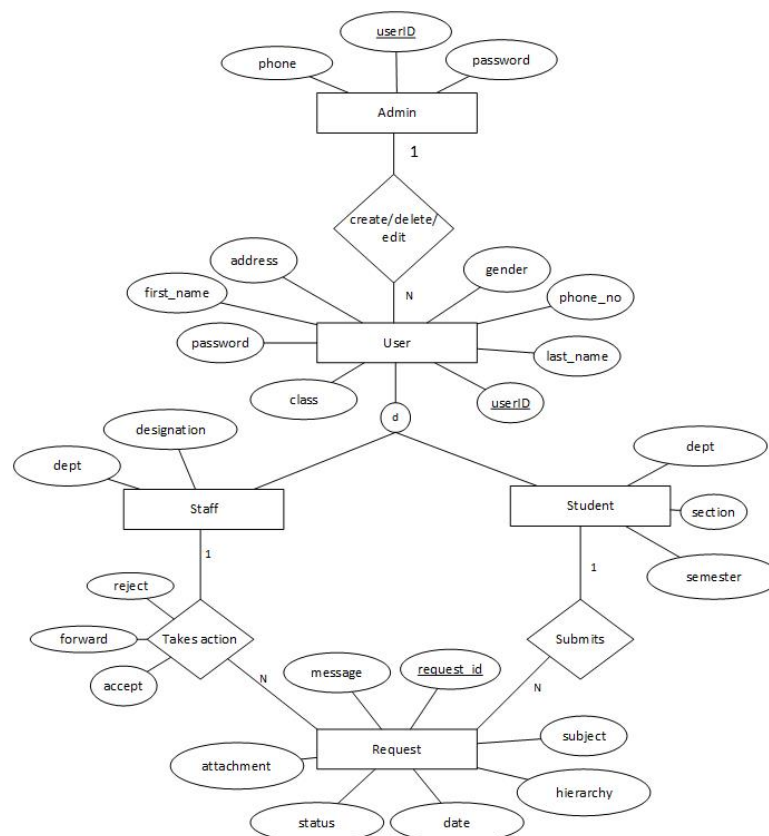 userID
phone
password
Admin
1
create/delete/
edit
address
gender
first_name
N
phone_no
password
User
last_name
class
userID
d
designation
dept
dept
Staff
Student
section
1
1
semester
reject
forward
Takes action
Submits
accept
message
request_id
N
N
subject
attachment
Request
hierarchy
status
date